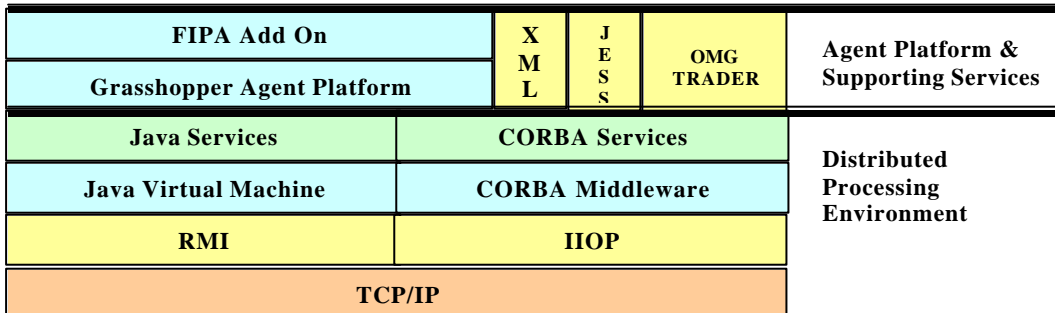 FIPA Add On
Grasshopper Agent Platform
X
M
L
J
E
S
S
OMG
TRADER
Agent Platform &
Supporting Services
Java Services
CORBA Services
Java Virtual Machine
CORBA Middleware
RMI
IIOP
TCP/IP
Distributed
Processing
Environment